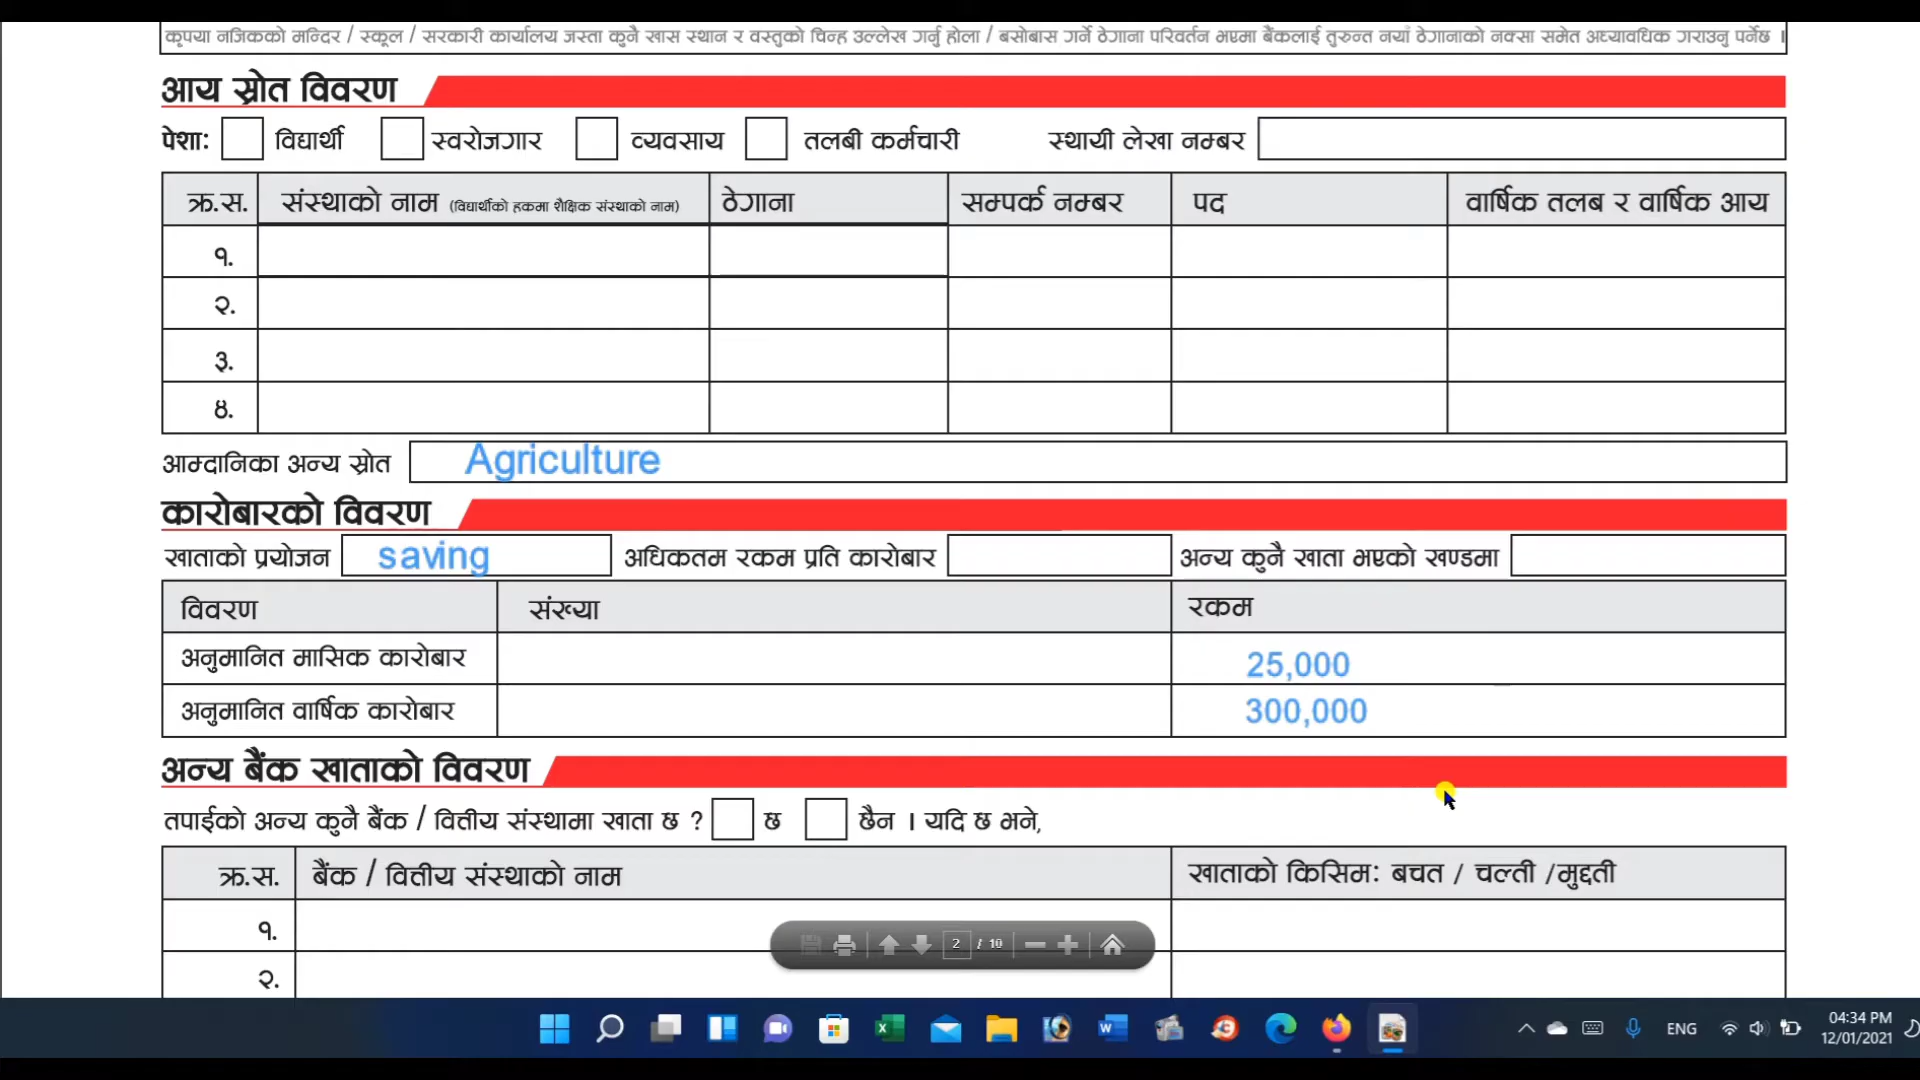 कृपया नजिकको मन्दिर / स्कूल / सरकारी कार्यालय जस्ता कुनै खास स्थान र वस्तुको चिन्ह उल्लेख गर्नु होला / बसोबास गर्ने ठेगाना परिवर्तन भएमा बैंकलाई तुरुन्त नयाँ ठेगानाको नक्सा समेत अध्यावधिक गराउनु पर्नेछ ।
आय स्रोत विवरण
पेशा: विद्यार्थी स्वरोजगार व्यवसाय तलबी कर्मचारी स्थायी लेखा नम्बर
क्र.स. संस्थाको नाम (विद्यार्थीको हकमा शैक्षिक संस्थाको नाम) ठेगाना सम्पर्क नम्बर पद वार्षिक तलब र वार्षिक आय
१.
२.
३.
४.
आम्दानिका अन्य स्रोत Agriculture
कारोबारको विवरण
खाताको प्रयोजन saving अधिकतम रकम प्रति कारोबार अन्य कुनै खाता भएको खण्डमा
विवरण संख्या रकम
अनुमानित मासिक कारोबार 25,000
अनुमानित वार्षिक कारोबार 300,000
अन्य बैंक खाताको विवरण
तपाईको अन्य कुनै बैंक / वित्तीय संस्थामा खाता छ ? छ छैन । यदि छ भने,
क्र.स. बैंक / वित्तीय संस्थाको नाम खाताको किसिम: बचत / चल्ती /मुद्दती
१.
२.
2 / 10
ENG 04:34 PM
12/01/2021